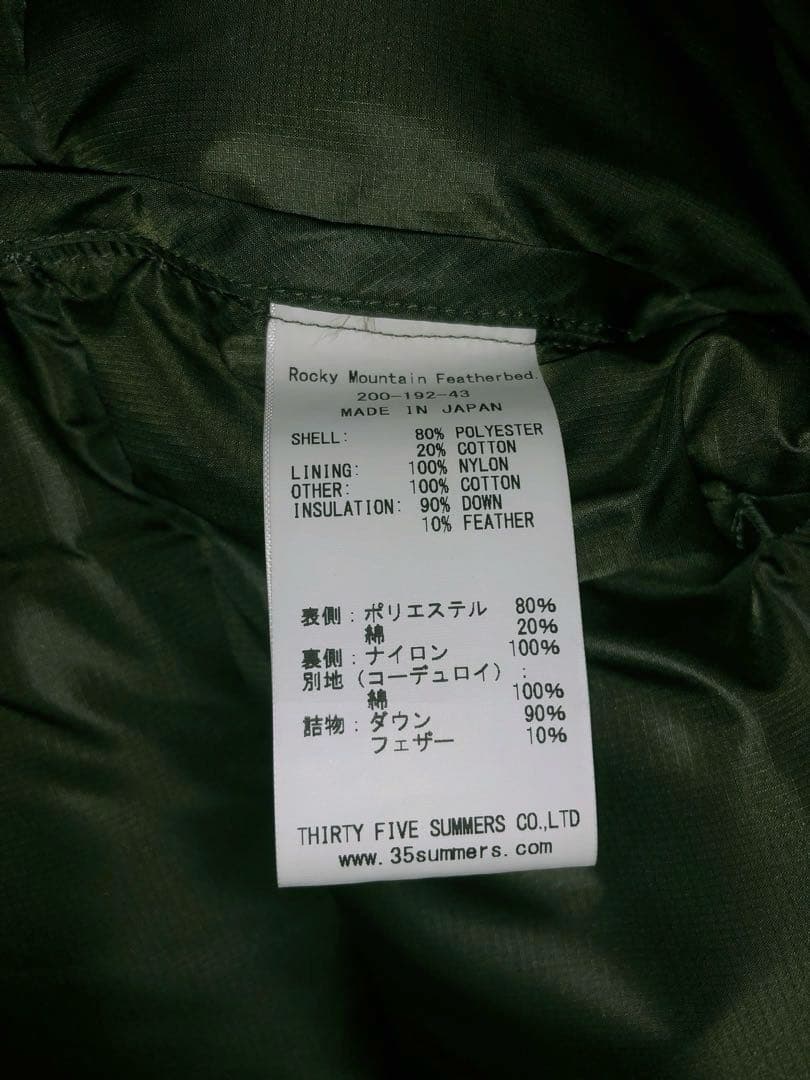 Rocky Mountain Featherbed.
200-192-43
MADE IN JAPAN
SHELL: 80% POLYESTER
20% COTTON
LINING: 100% NYLON
OTHER: 100% COTTON
INSULATION: 90% DOWN
10% FEATHER
表側：ポリエステル 80%
綿 20%
裏側：ナイロン 100%
別地（コーデュロイ）：
綿 100%
詰物：ダウン 90%
フェザー 10%
THIRTY FIVE SUMMERS CO.,LTD
www.35summers.com